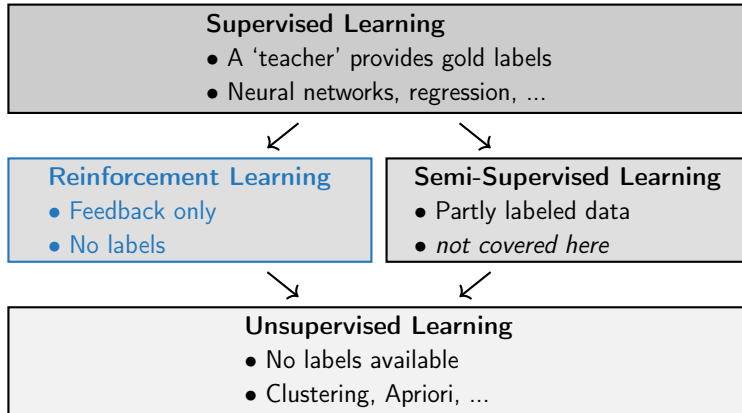 Supervised Learning
• A ‘teacher’ provides gold labels
• Neural networks, regression, ...
Reinforcement Learning
• Feedback only
• No labels
Semi-Supervised Learning
• Partly labeled data
• not covered here
Unsupervised Learning
• No labels available
• Clustering, Apriori, ...